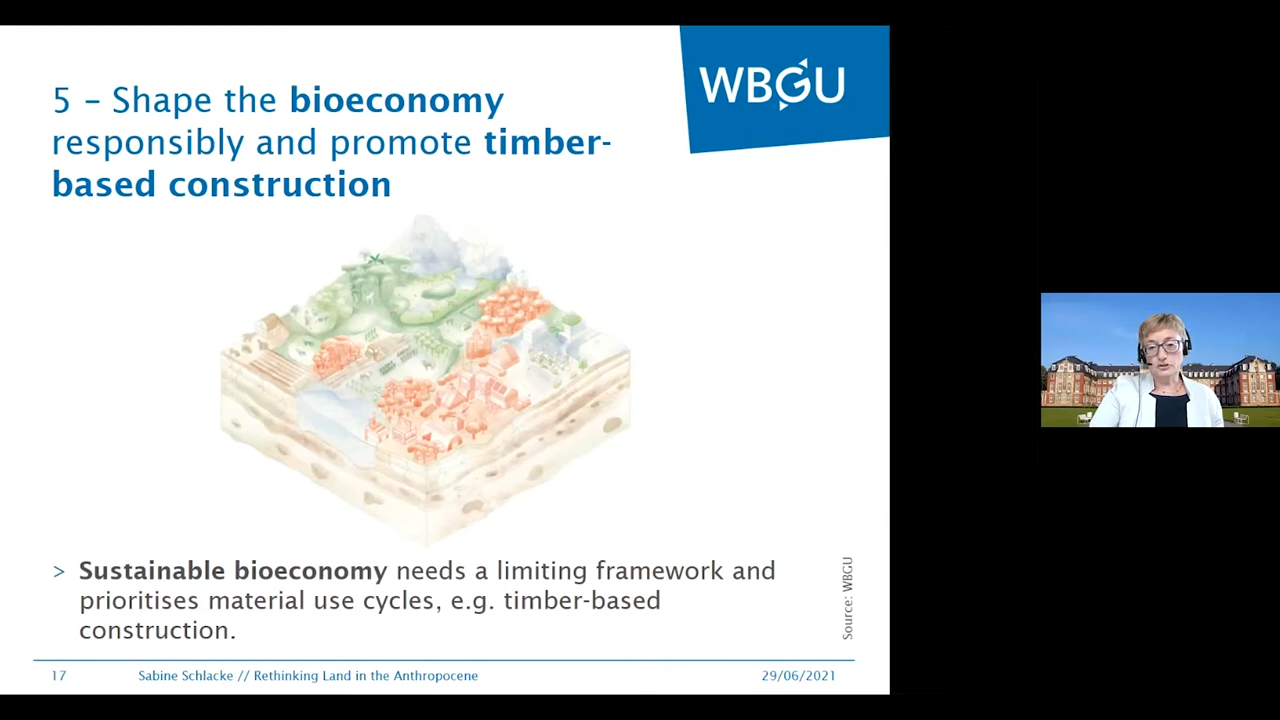 WBGU
5 – Shape the bioeconomy
responsibly and promote timber-
based construction
> Sustainable bioeconomy needs a limiting framework and
prioritises material use cycles, e.g. timber-based
construction.
Source: WBGU
17 Sabine Schlacke // Rethinking Land in the Anthropocene 29/06/2021